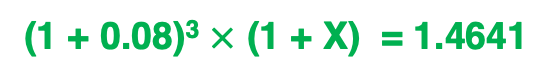 (1 + 0.08)³ × (1 + X) = 1.4641